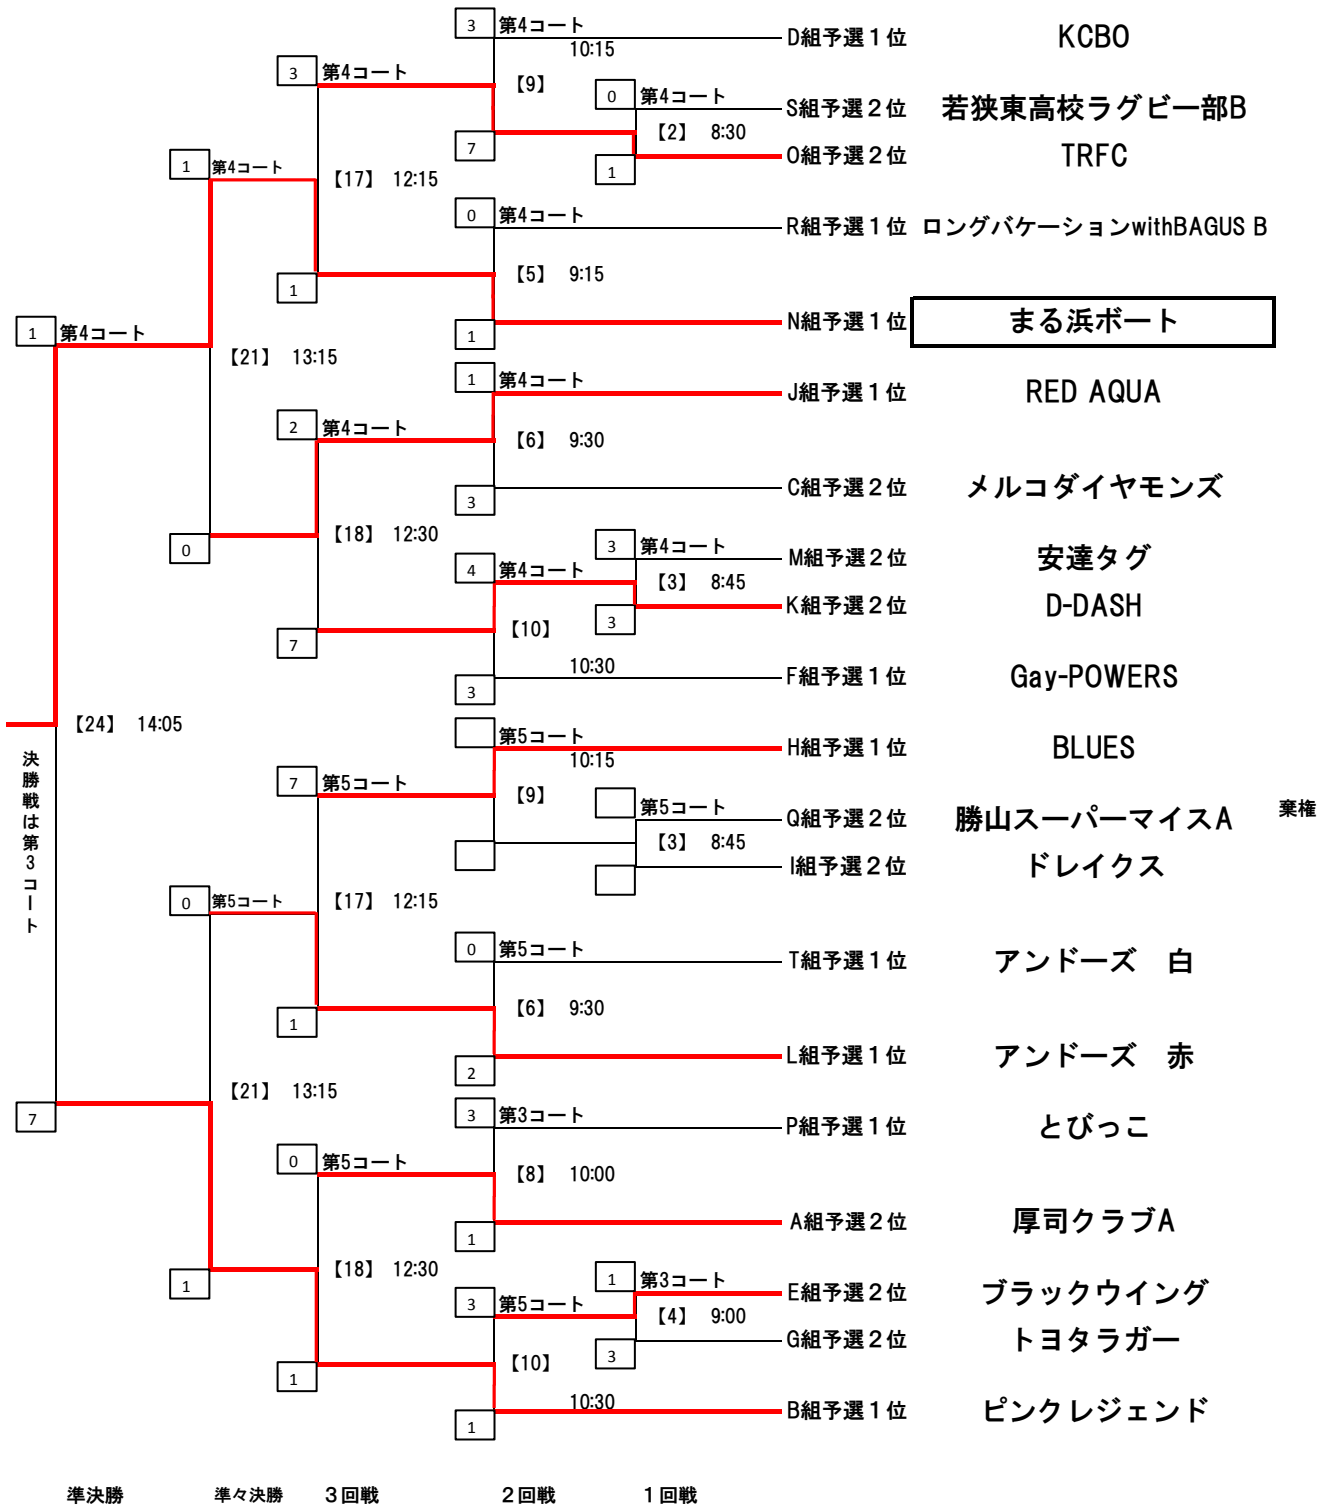 3 第4コート
10:15 D組予選１位 KCBO
3 第4コート 【9】
0 第4コート S組予選２位 若狭東高校ラグビー部B
7 【2】 8:30
1 O組予選２位 TRFC
1 第4コート 【17】 12:15
0 第4コート R組予選１位 ロングバケーションwithBAGUS B
1 【5】 9:15
1 第4コート 1 N組予選１位 まる浜ボート
【21】 13:15
1 第4コート J組予選１位 RED AQUA
2 第4コート 【6】 9:30
3 C組予選２位 メルコダイヤモンズ
0 【18】 12:30
3 第4コート M組予選２位 安達タグ
4 第4コート 【3】 8:45
3 K組予選２位 D-DASH
7 【10】
10:30
3 F組予選１位 Gay-POWERS
【24】 14:05
決勝戦は第3コート
第5コート H組予選１位 BLUES
10:15
7 第5コート 【9】
第5コート Q組予選２位 勝山スーパーマイスA 棄権
【3】 8:45
I組予選２位 ドレイクス
0 第5コート 【17】 12:15
0 第5コート T組予選１位 アンドーズ　白
1 【6】 9:30
2 L組予選１位 アンドーズ　赤
7 【21】 13:15
3 第3コート P組予選１位 とびっこ
0 第5コート 【8】 10:00
1 A組予選２位 厚司クラブA
1 【18】 12:30
1 第3コート E組予選２位 ブラックウイング
3 第5コート 【4】 9:00
3 G組予選２位 トヨタラガー
1 【10】
10:30
1 B組予選１位 ピンクレジェンド
準決勝 準々決勝 ３回戦 ２回戦 １回戦